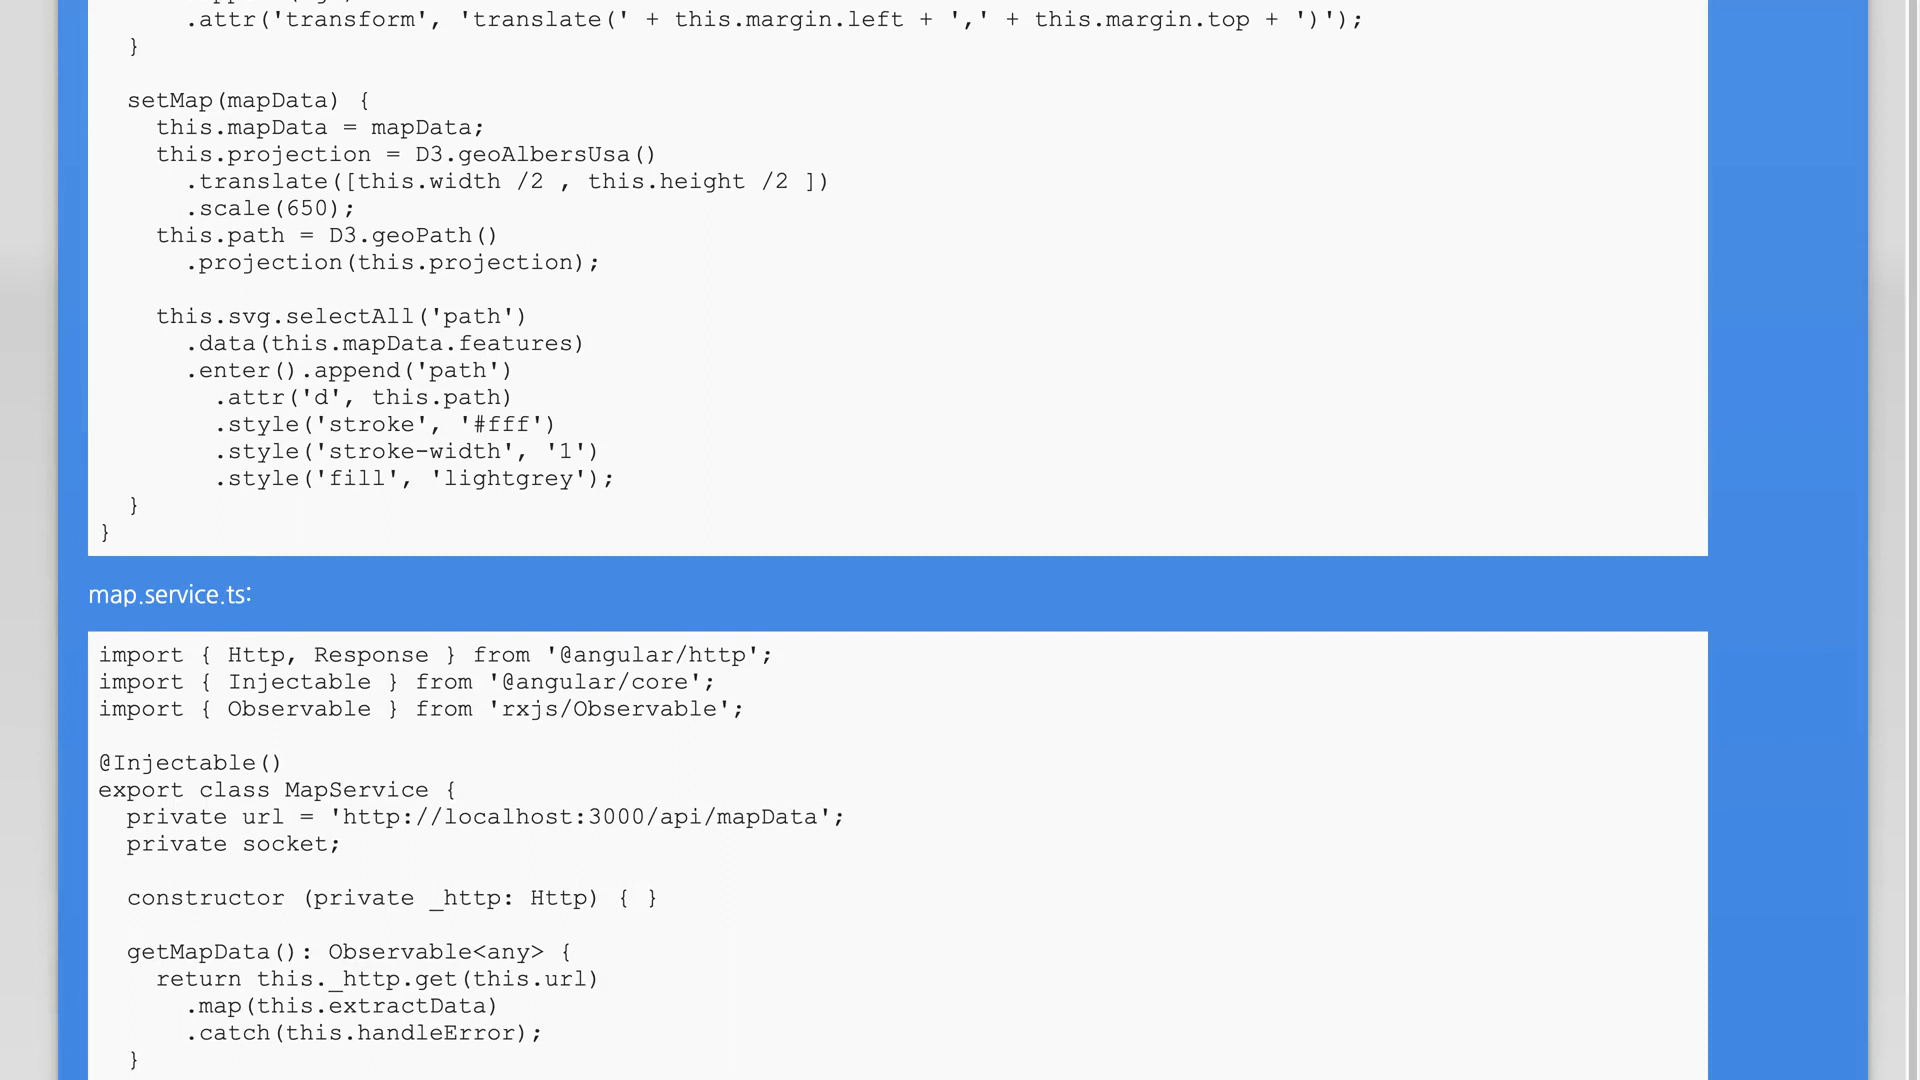 .attr('transform', 'translate(' + this.margin.left + ',' + this.margin.top + ')');
}
setMap(mapData) {
this.mapData = mapData;
this.projection = D3.geoAlbersUsa()
.translate([this.width /2 , this.height /2 ])
.scale(650);
this.path = D3.geoPath()
.projection(this.projection);
this.svg.selectAll('path')
.data(this.mapData.features)
.enter().append('path')
.attr('d', this.path)
.style('stroke', '#fff')
.style('stroke-width', '1')
.style('fill', 'lightgrey');
}
}
map.service.ts:
import { Http, Response } from '@angular/http';
import { Injectable } from '@angular/core';
import { Observable } from 'rxjs/Observable';
@Injectable()
export class MapService {
private url = 'http://localhost:3000/api/mapData';
private socket;
constructor (private _http: Http) { }
getMapData(): Observable<any> {
return this._http.get(this.url)
.map(this.extractData)
.catch(this.handleError);
}